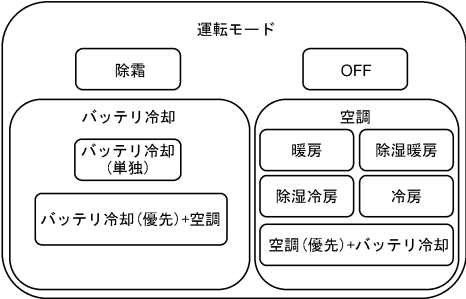 運転モード
除霜
OFF
バッテリ冷却
バッテリ冷却
(単独)
バッテリ冷却(優先)+空調
空調
暖房
除湿暖房
除湿冷房
冷房
空調(優先)+バッテリ冷却